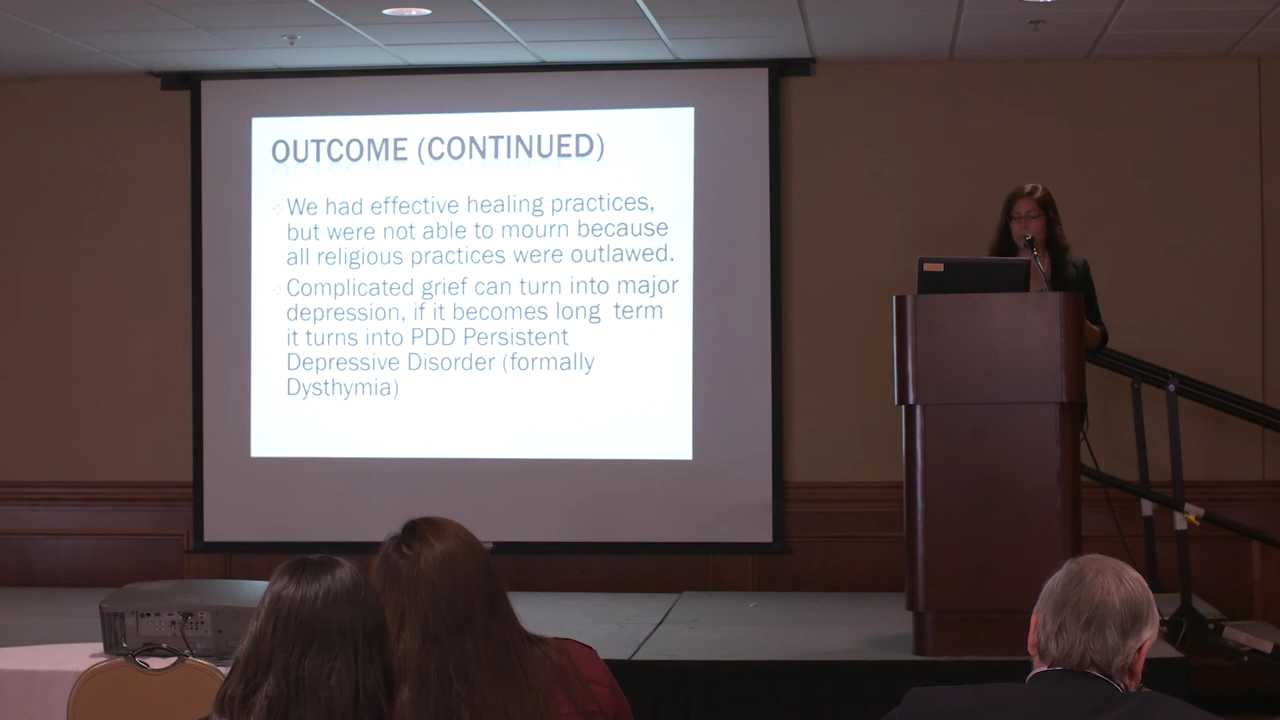 OUTCOME (CONTINUED)
We had effective healing practices,
but were not able to mourn because
all religious practices were outlawed.
Complicated grief can turn into major
depression, if it becomes long term
it turns into PDD Persistent
Depressive Disorder (formally
Dysthymia)